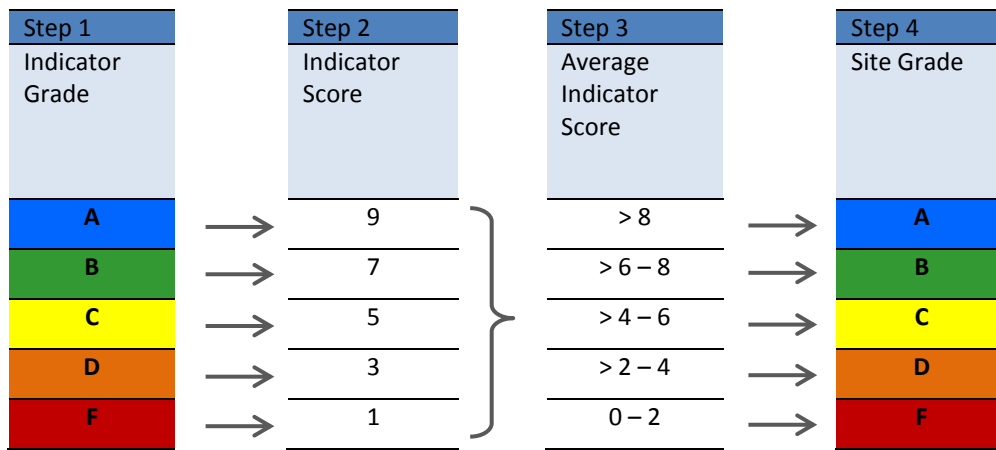 Step 1
Indicator
Grade
A
B
C
D
F
Step 2
Indicator
Score
9
7
5
3
1
Step 3
Average
Indicator
Score
> 8
> 6 – 8
> 4 – 6
> 2 – 4
0 – 2
Step 4
Site Grade
A
B
C
D
F